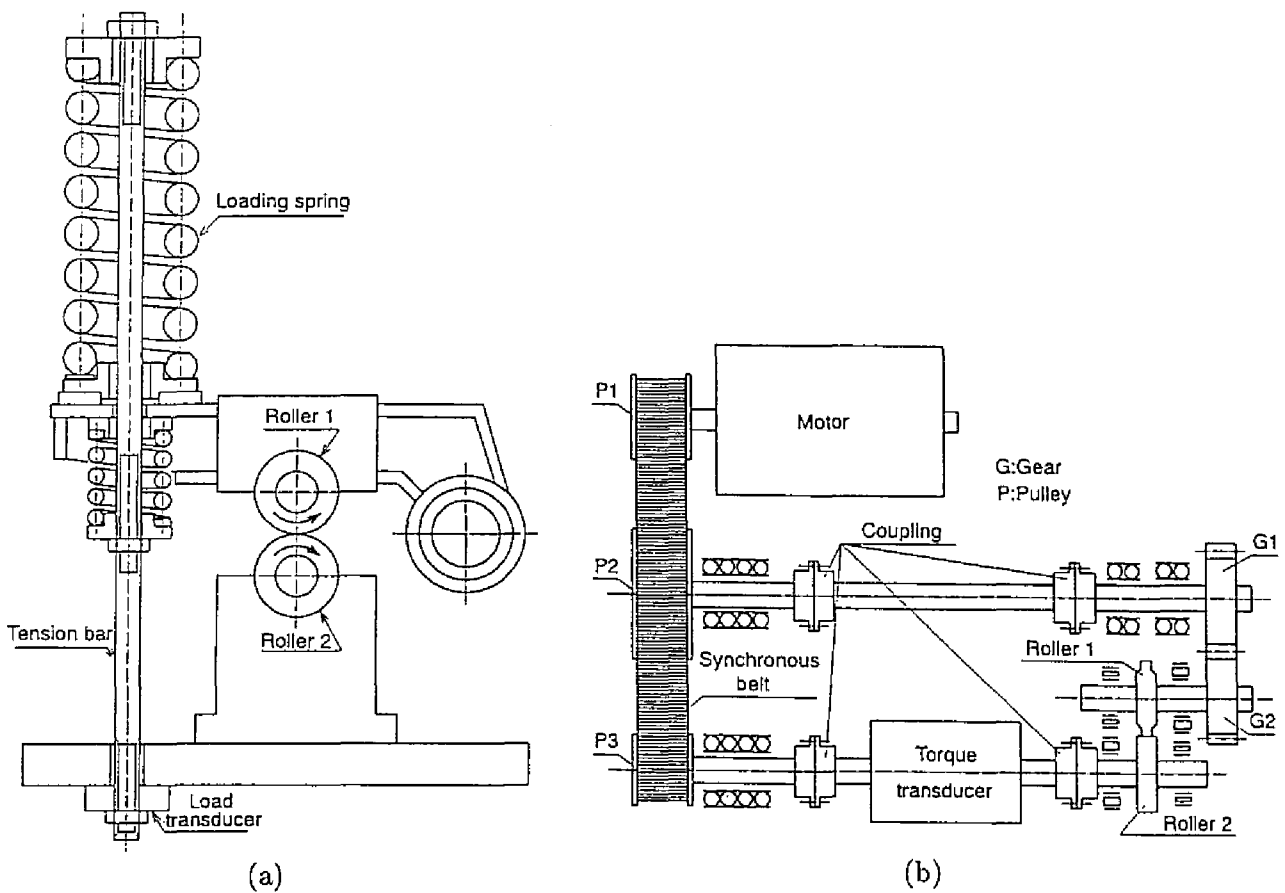 Loading spring
Roller 1
Roller 2
Tension bar
Load
transducer
(a)
P1
Motor
G:Gear
P:Pulley
Coupling
G1
P2
Roller 1
Synchronous
belt
G2
P3
Torque
transducer
Roller 2
(b)